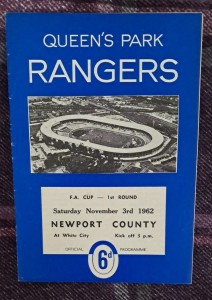 QUEEN'S PARK
RANGERS
F.A. CUP — 1st ROUND
Saturday November 3rd 1962
NEWPORT COUNTY
At White City Kick off 3 p.m.
OFFICIAL PROGRAMME
6d